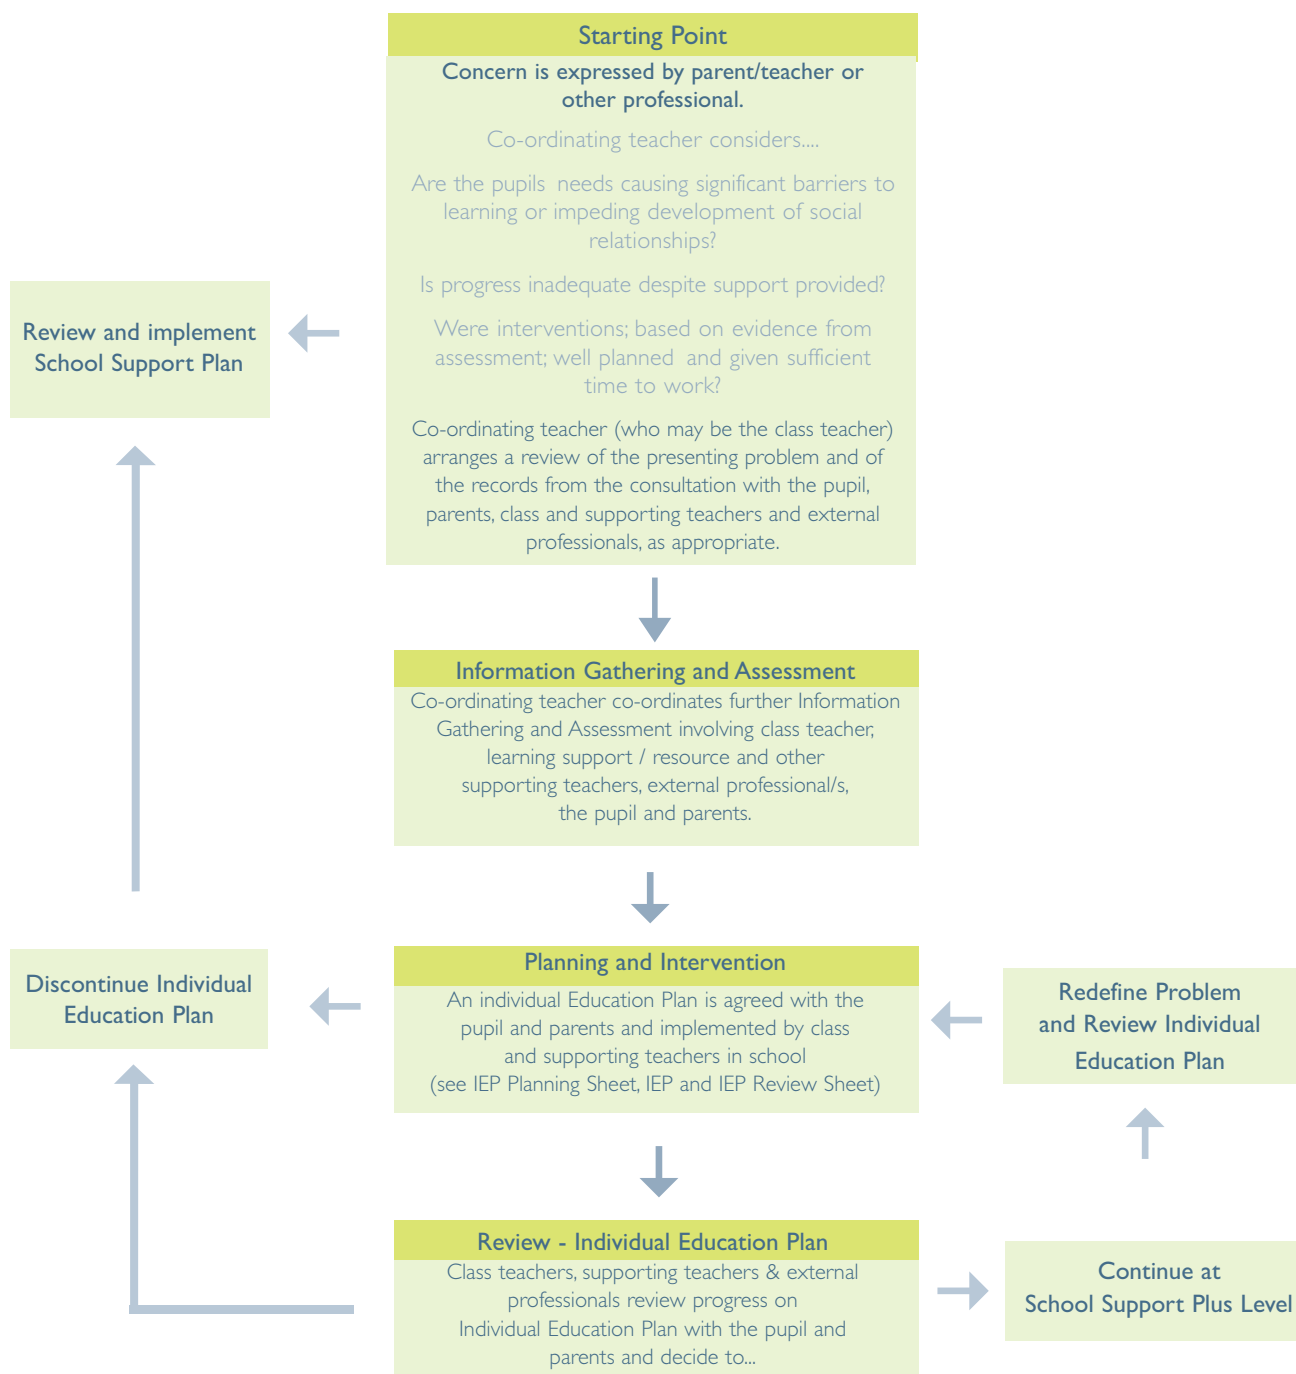 Starting Point
Concern is expressed by parent/teacher or
other professional.
Co-ordinating teacher considers....
Are the pupils needs causing significant barriers to
learning or impeding development of social
relationships?
Is progress inadequate despite support provided?
Were interventions; based on evidence from
assessment; well planned and given sufficient
time to work?
Co-ordinating teacher (who may be the class teacher)
arranges a review of the presenting problem and of
the records from the consultation with the pupil,
parents, class and supporting teachers and external
professionals, as appropriate.
Review and implement
School Support Plan
Information Gathering and Assessment
Co-ordinating teacher co-ordinates further Information
Gathering and Assessment involving class teacher,
learning support / resource and other
supporting teachers, external professional/s,
the pupil and parents.
Discontinue Individual
Education Plan
Planning and Intervention
An individual Education Plan is agreed with the
pupil and parents and implemented by class
and supporting teachers in school
(see IEP Planning Sheet, IEP and IEP Review Sheet)
Redefine Problem
and Review Individual
Education Plan
Review - Individual Education Plan
Class teachers, supporting teachers & external
professionals review progress on
Individual Education Plan with the pupil and
parents and decide to...
Continue at
School Support Plus Level